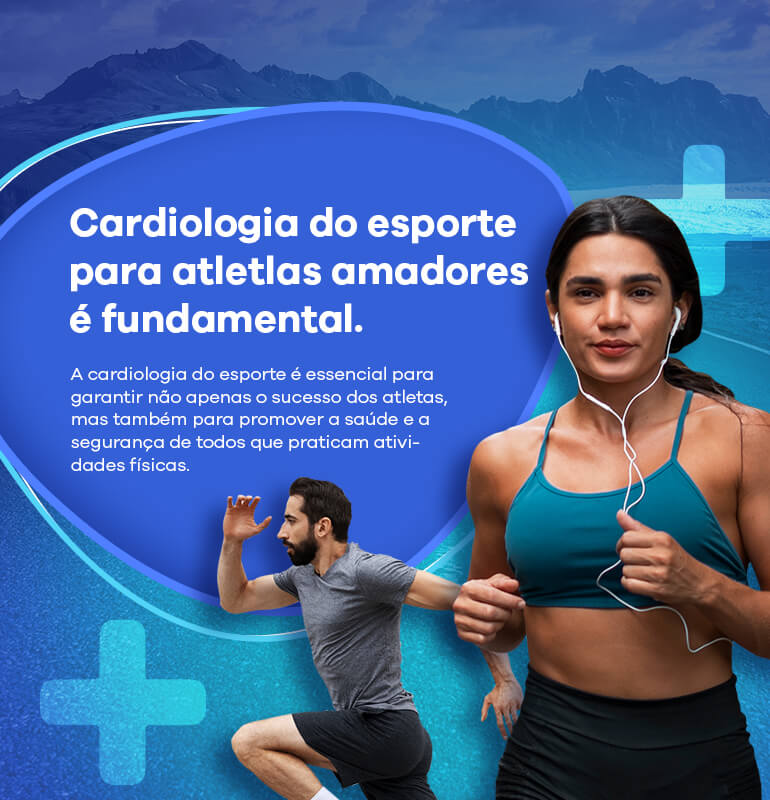 Cardiologia do esporte
para atletlas amadores
é fundamental.
A cardiologia do esporte é essencial para
garantir não apenas o sucesso dos atletas,
mas também para promover a saúde e a
segurança de todos que praticam ativi-
dades físicas.